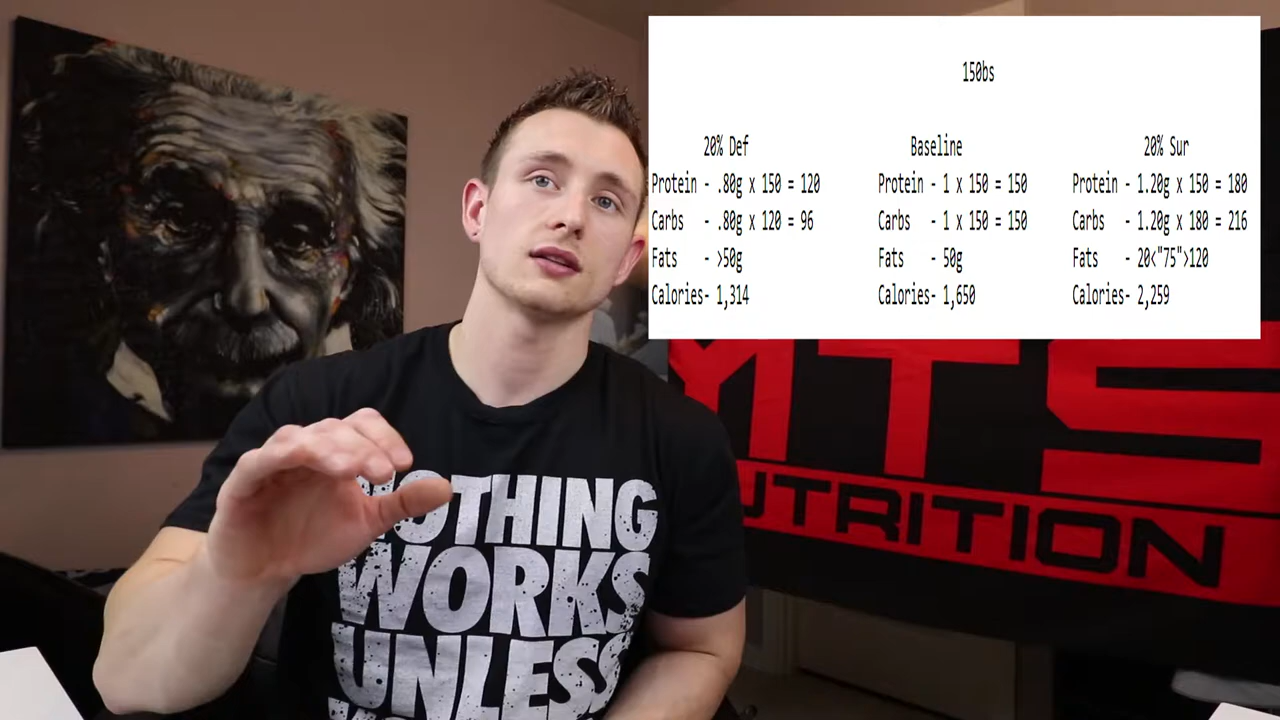 150bs
20% Def Baseline 20% Sur
Protein - .80g x 150 = 120 Protein - 1 x 150 = 150 Protein - 1.20g x 150 = 180
Carbs - .80g x 120 = 96 Carbs - 1 x 150 = 150 Carbs - 1.20g x 180 = 216
Fats - >50g Fats - 50g Fats - 20<"75">120
Calories- 1,314 Calories- 1,650 Calories- 2,259
MTS
NUTRITION
NOTHING
WORKS
UNLESS